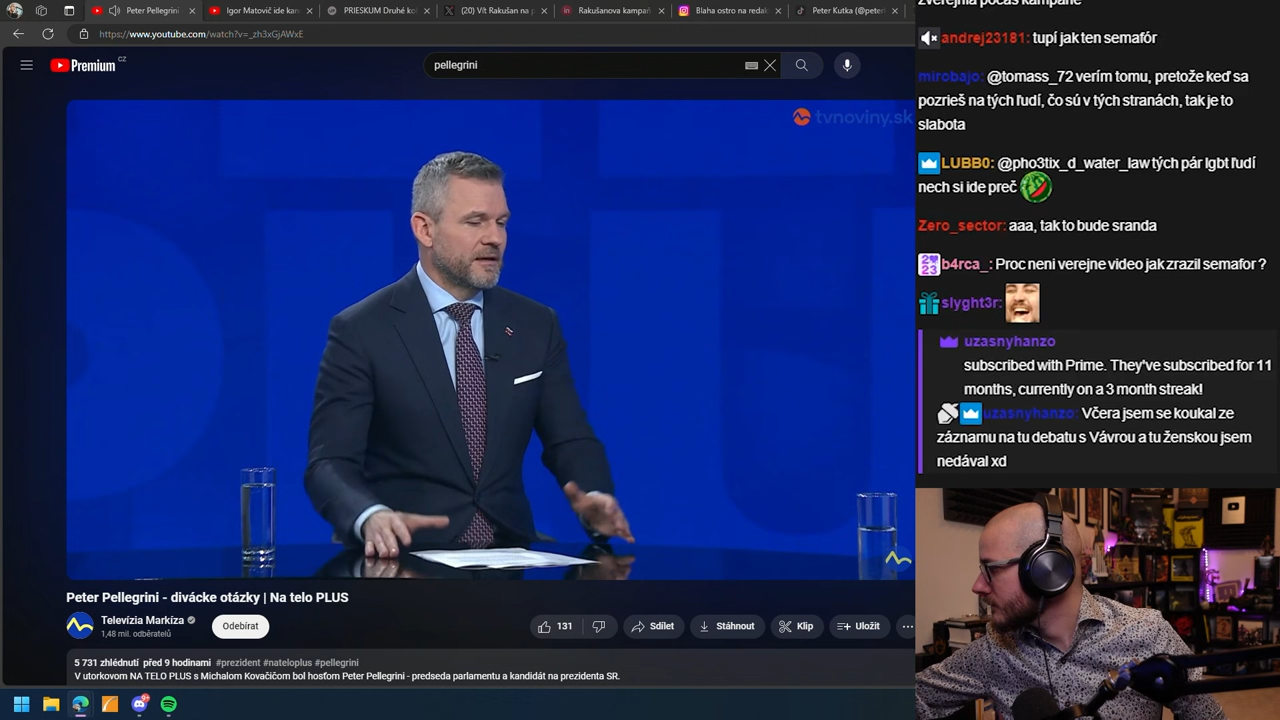 Peter Pellegrini
Igor Matovič ide kan
PRIESKUM Druhé kol
(20) Vít Rakušan na p
Rakušanova kampaň
Blana ostro na redak
Peter Kutka (@peter
https://www.youtube.com/watch?v=_zh3xGjAWxE
Premium CZ
pellegrini
tvnoviny.sk
Peter Pellegrini - divácke otázky | Na telo PLUS
Televízia Markíza
1,48 mil. odběratelů
Odebírat
131
Sdílet
Stáhnout
Klip
Uložit
5 731 zhlédnutí před 9 hodinami #prezident #nateloplus #pellegrini
V utorkovom NA TELO PLUS s Michalom Kovačičom bol hosťom Peter Pellegrini - predseda parlamentu a kandidát na prezidenta SR.
zverejnia počas kampane
andrej23181: tupí jak ten semafór
mirobajo: @tomass_72 verím tomu, pretože keď sa
pozrieš na tých ľudí, čo sú v tých stranách, tak je to
slabota
LUBB0: @pho3tix_d_water_law tých pár lgbt ľudí
nech si ide preč
Zero_sector: aaa, tak to bude sranda
b4rca_: Proc neni verejne video jak zrazil semafor ?
slyght3r:
uzasnyhanzo
subscribed with Prime. They've subscribed for 11
months, currently on a 3 month streak!
uzasnyhanzo: Včera jsem se koukal ze
záznamu na tu debatu s Vávrou a tu ženskou jsem
nedával xd